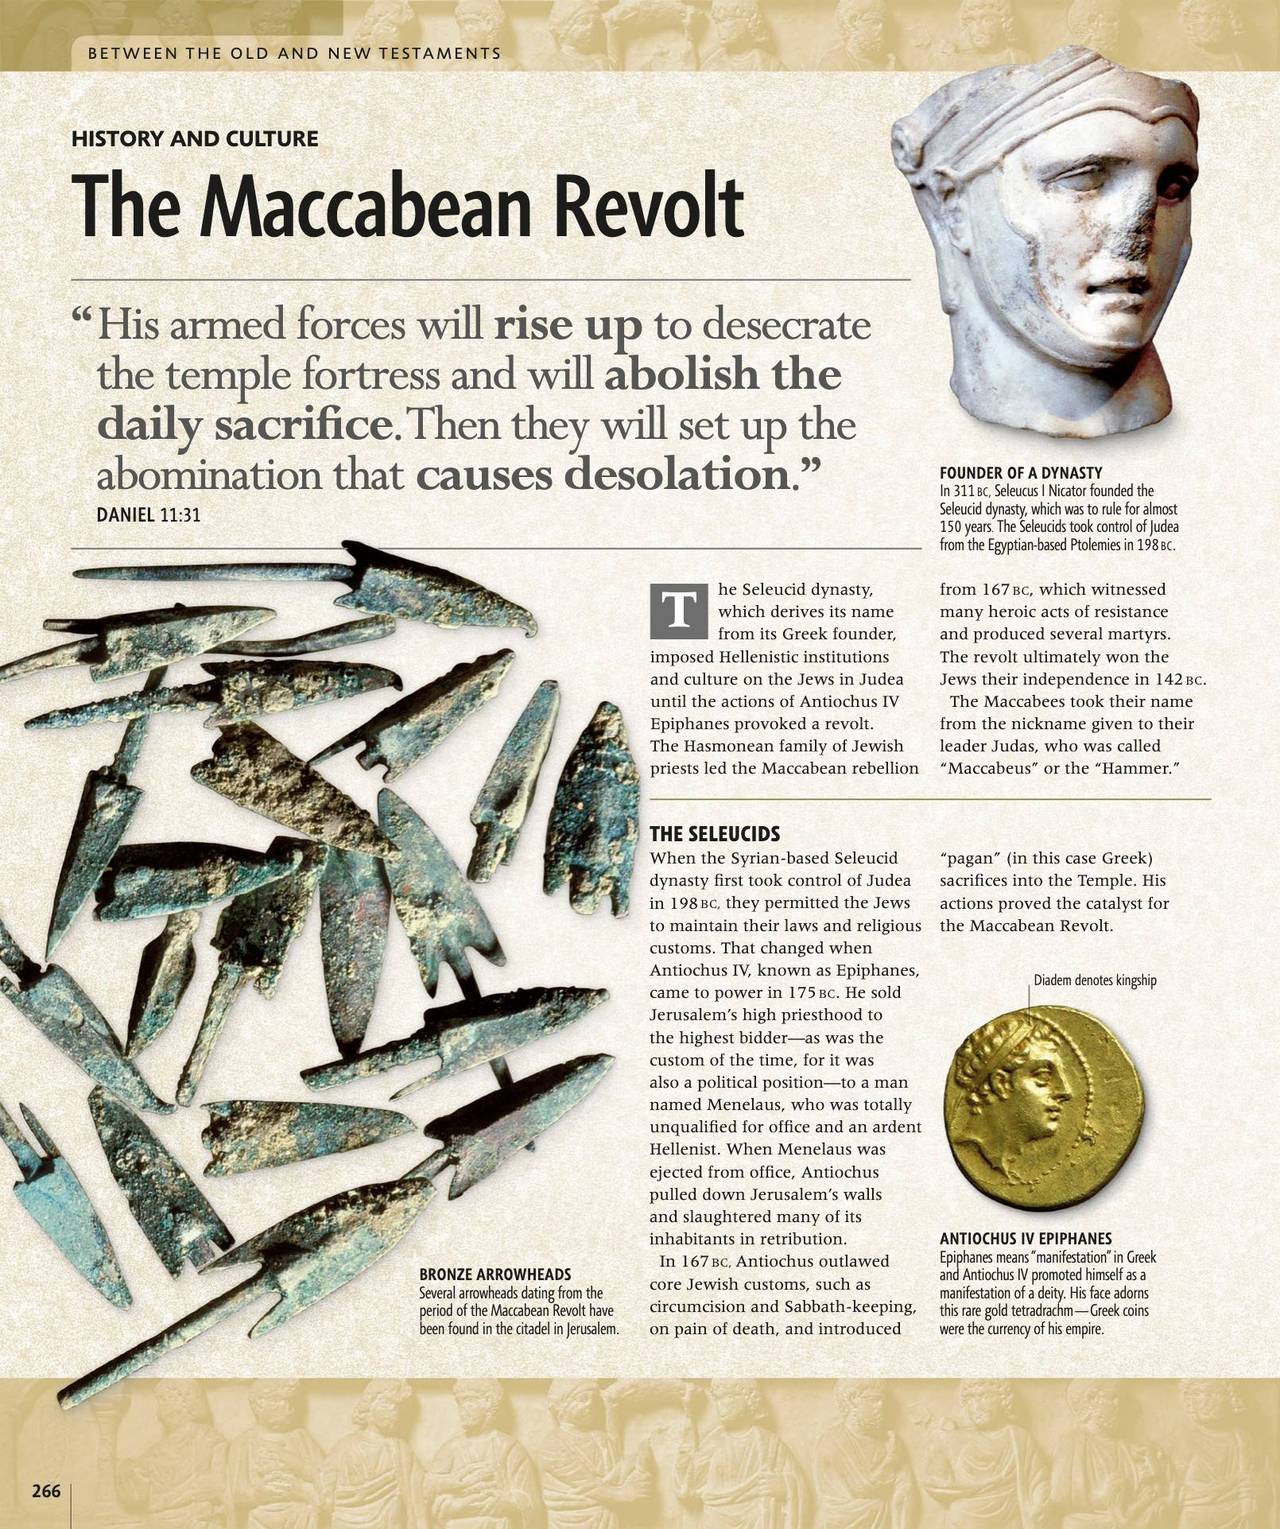 BETWEEN THE OLD AND NEW TESTAMENTS
HISTORY AND CULTURE
The Maccabean Revolt
“His armed forces will rise up to desecrate
the temple fortress and will abolish the
daily sacrifice. Then they will set up the
abomination that causes desolation.”
DANIEL 11:31
FOUNDER OF A DYNASTY
In 311 BC, Seleucus I Nicator founded the
Seleucid dynasty, which was to rule for almost
150 years. The Seleucids took control of Judea
from the Egyptian-based Ptolemies in 198 BC.
The Seleucid dynasty,
which derives its name
from its Greek founder,
imposed Hellenistic institutions
and culture on the Jews in Judea
until the actions of Antiochus IV
Epiphanes provoked a revolt.
The Hasmonean family of Jewish
priests led the Maccabean rebellion
from 167 BC, which witnessed
many heroic acts of resistance
and produced several martyrs.
The revolt ultimately won the
Jews their independence in 142 BC.
The Maccabees took their name
from the nickname given to their
leader Judas, who was called
“Maccabeus” or the “Hammer.”
THE SELEUCIDS
When the Syrian-based Seleucid
dynasty first took control of Judea
in 198 BC, they permitted the Jews
to maintain their laws and religious
customs. That changed when
Antiochus IV, known as Epiphanes,
came to power in 175 BC. He sold
Jerusalem’s high priesthood to
the highest bidder—as was the
custom of the time, for it was
also a political position—to a man
named Menelaus, who was totally
unqualified for office and an ardent
Hellenist. When Menelaus was
ejected from office, Antiochus
pulled down Jerusalem’s walls
and slaughtered many of its
inhabitants in retribution.
In 167 BC, Antiochus outlawed
core Jewish customs, such as
circumcision and Sabbath-keeping,
on pain of death, and introduced
“pagan” (in this case Greek)
sacrifices into the Temple. His
actions proved the catalyst for
the Maccabean Revolt.
Diadem denotes kingship
ANTIOCHUS IV EPIPHANES
Epiphanes means “manifestation” in Greek
and Antiochus IV promoted himself as a
manifestation of a deity. His face adorns
this rare gold tetradrachm—Greek coins
were the currency of his empire.
BRONZE ARROWHEADS
Several arrowheads dating from the
period of the Maccabean Revolt have
been found in the citadel in Jerusalem.
266